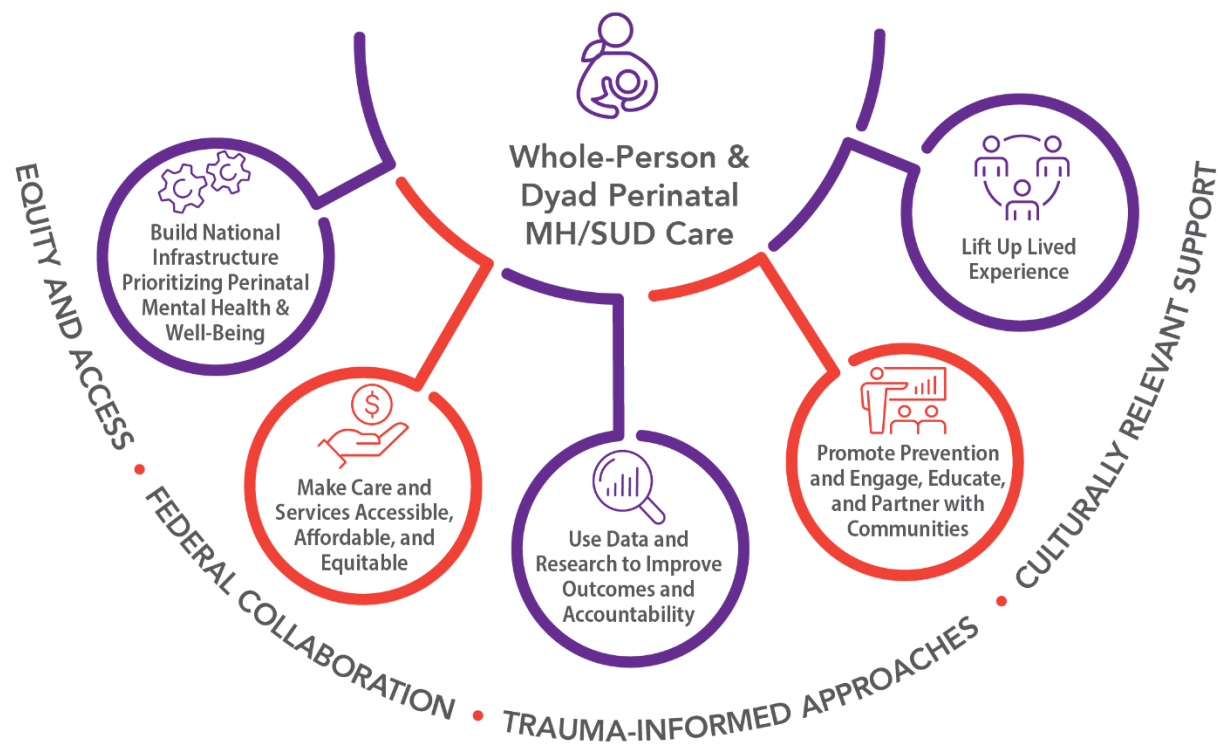 Whole-Person &
Dyad Perinatal
MH/SUD Care
Build National
Infrastructure
Prioritizing Perinatal
Mental Health &
Well-Being
$
Make Care and
Services Accessible,
Affordable, and
Equitable
Use Data and
Research to Improve
Outcomes and
Accountability
Promote Prevention
and Engage, Educate,
and Partner with
Communities
Lift Up Lived
Experience
EQUITY AND ACCESS • FEDERAL COLLABORATION • TRAUMA-INFORMED APPROACHES • CULTURALLY RELEVANT SUPPORT